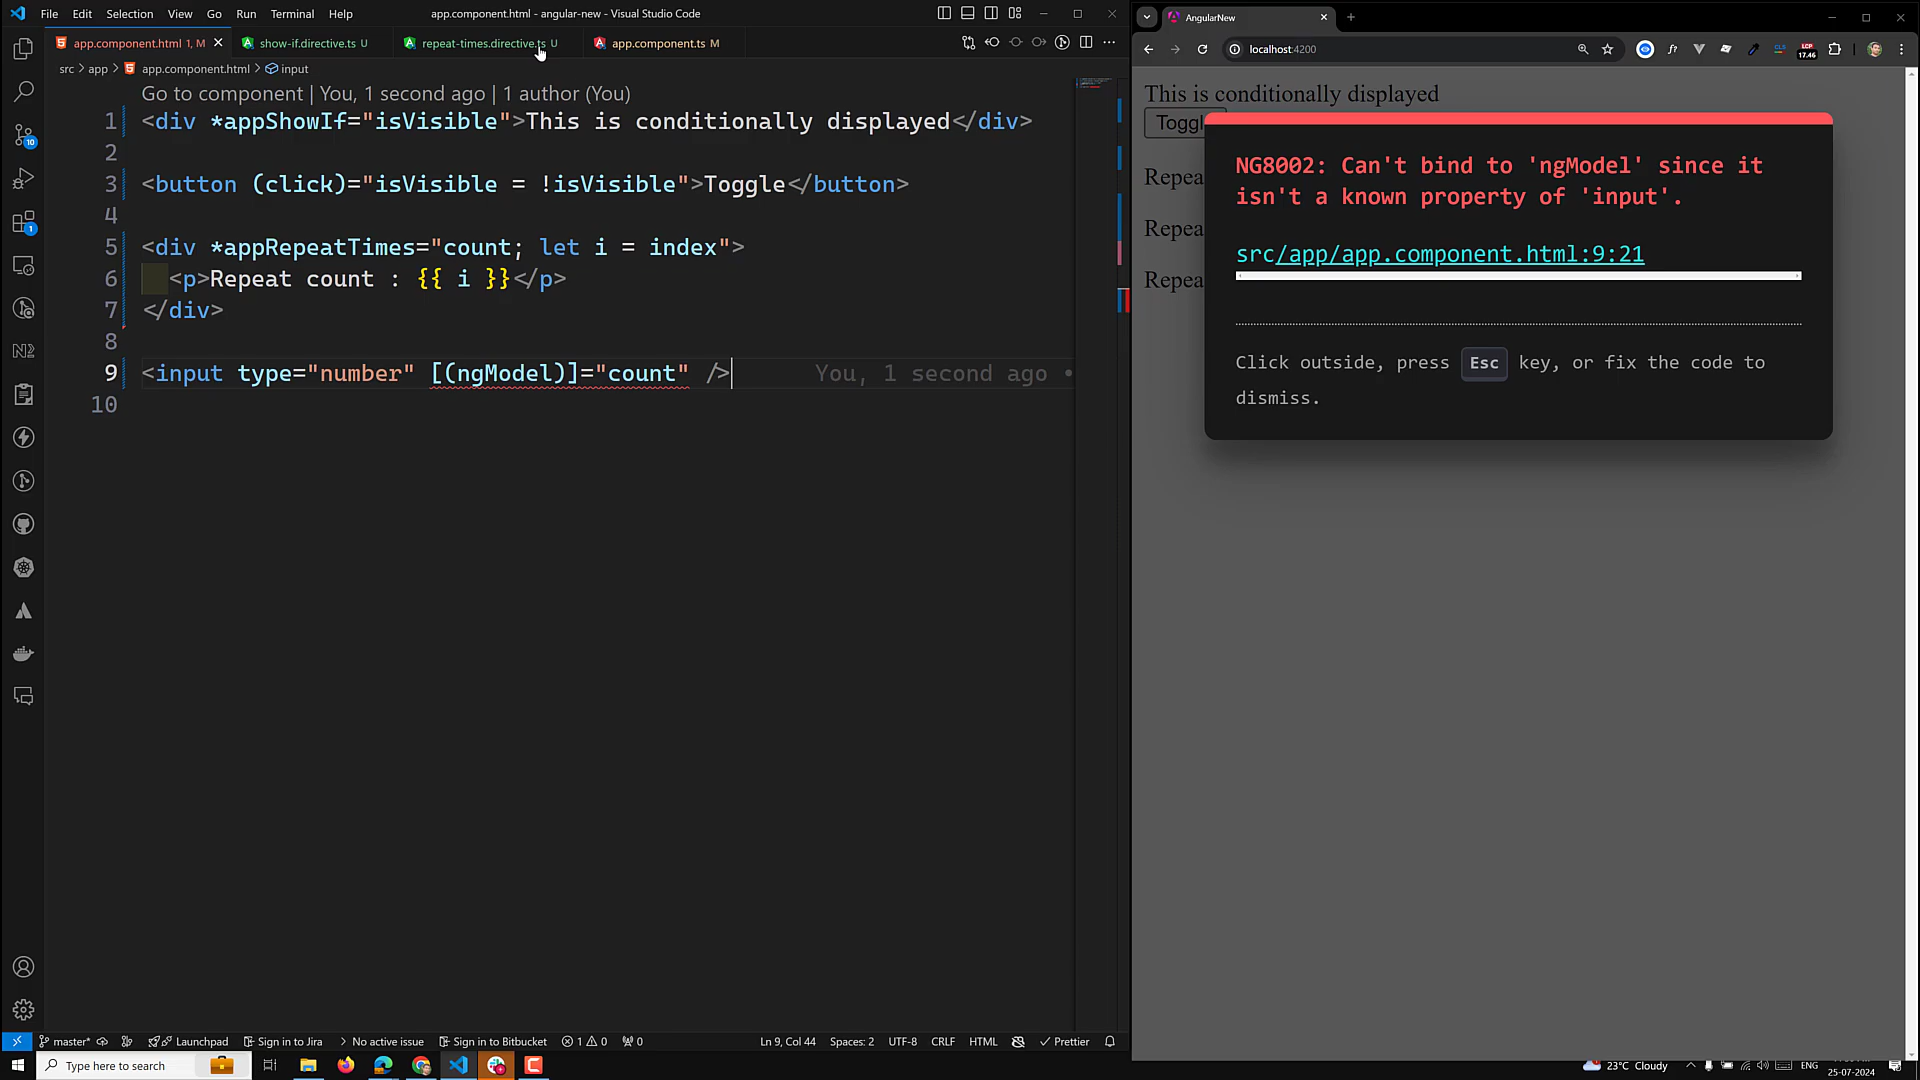 File Edit Selection View Go Run Terminal Help
app.component.html - angular-new - Visual Studio Code
app.component.html 1, M
show-if.directive.ts U
repeat-times.directive.ts U
app.component.ts M
src > app > app.component.html > input
Go to component | You, 1 second ago | 1 author (You)
1 <div *appShowIf="isVisible">This is conditionally displayed</div>
2
3 <button (click)="isVisible = !isVisible">Toggle</button>
4
5 <div *appRepeatTimes="count; let i = index">
6 <p>Repeat count : {{ i }}</p>
7 </div>
8
9 <input type="number" [(ngModel)]="count" /> You, 1 second ago •
10
10
1
master*
Launchpad
Sign in to Jira
No active issue
Sign in to Bitbucket
1 0
0
Ln 9, Col 44
Spaces: 2
UTF-8
CRLF
HTML
Prettier
AngularNew
localhost:4200
LCP
17.46
CLS
This is conditionally displayed
Toggl
Repea
Repea
Repea
NG8002: Can't bind to 'ngModel' since it
isn't a known property of 'input'.
src/app/app.component.html:9:21
Click outside, press Esc key, or fix the code to
dismiss.
Type here to search
23°C Cloudy
ENG
25-07-2024